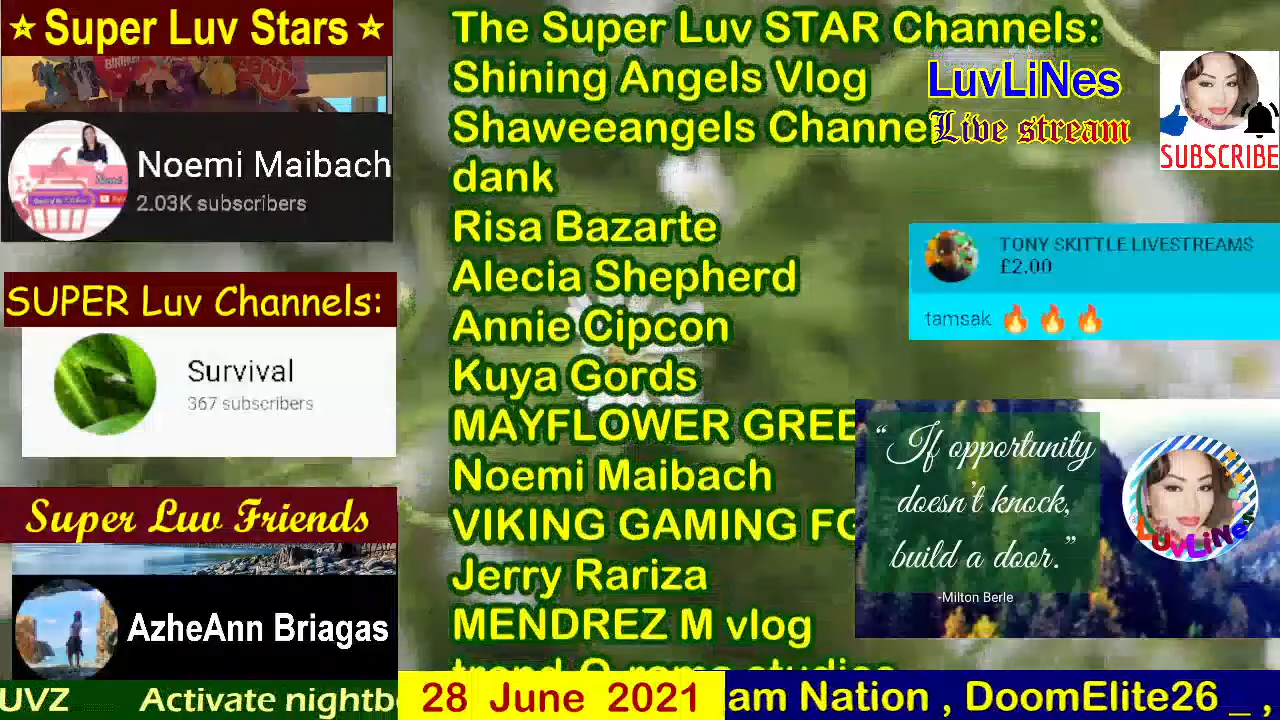 ☆ Super Luv Stars ☆
Noemi Maibach
2.03K subscribers
SUPER Luv Channels:
Survival
367 subscribers
Super Luv Friends
AzheAnn Briagas
The Super Luv STAR Channels:
Shining Angels Vlog
Shaweeangels Channe
dank
Risa Bazarte
Alecia Shepherd
Annie Cipcon
Kuya Gords
MAYFLOWER GREE
Noemi Maibach
VIKING GAMING FG
Jerry Rariza
MENDREZ M vlog
LuvLiNes
Live stream
SUBSCRIBE
TONY SKITTLE LIVESTREAMS
£2.00
tamsak 🔥 🔥 🔥
“If opportunity
doesn't knock,
build a door.”
-Milton Berle
LuvLiNe
UVZ Activate nightb
28 June 2021
am Nation , DoomElite26 _ ,